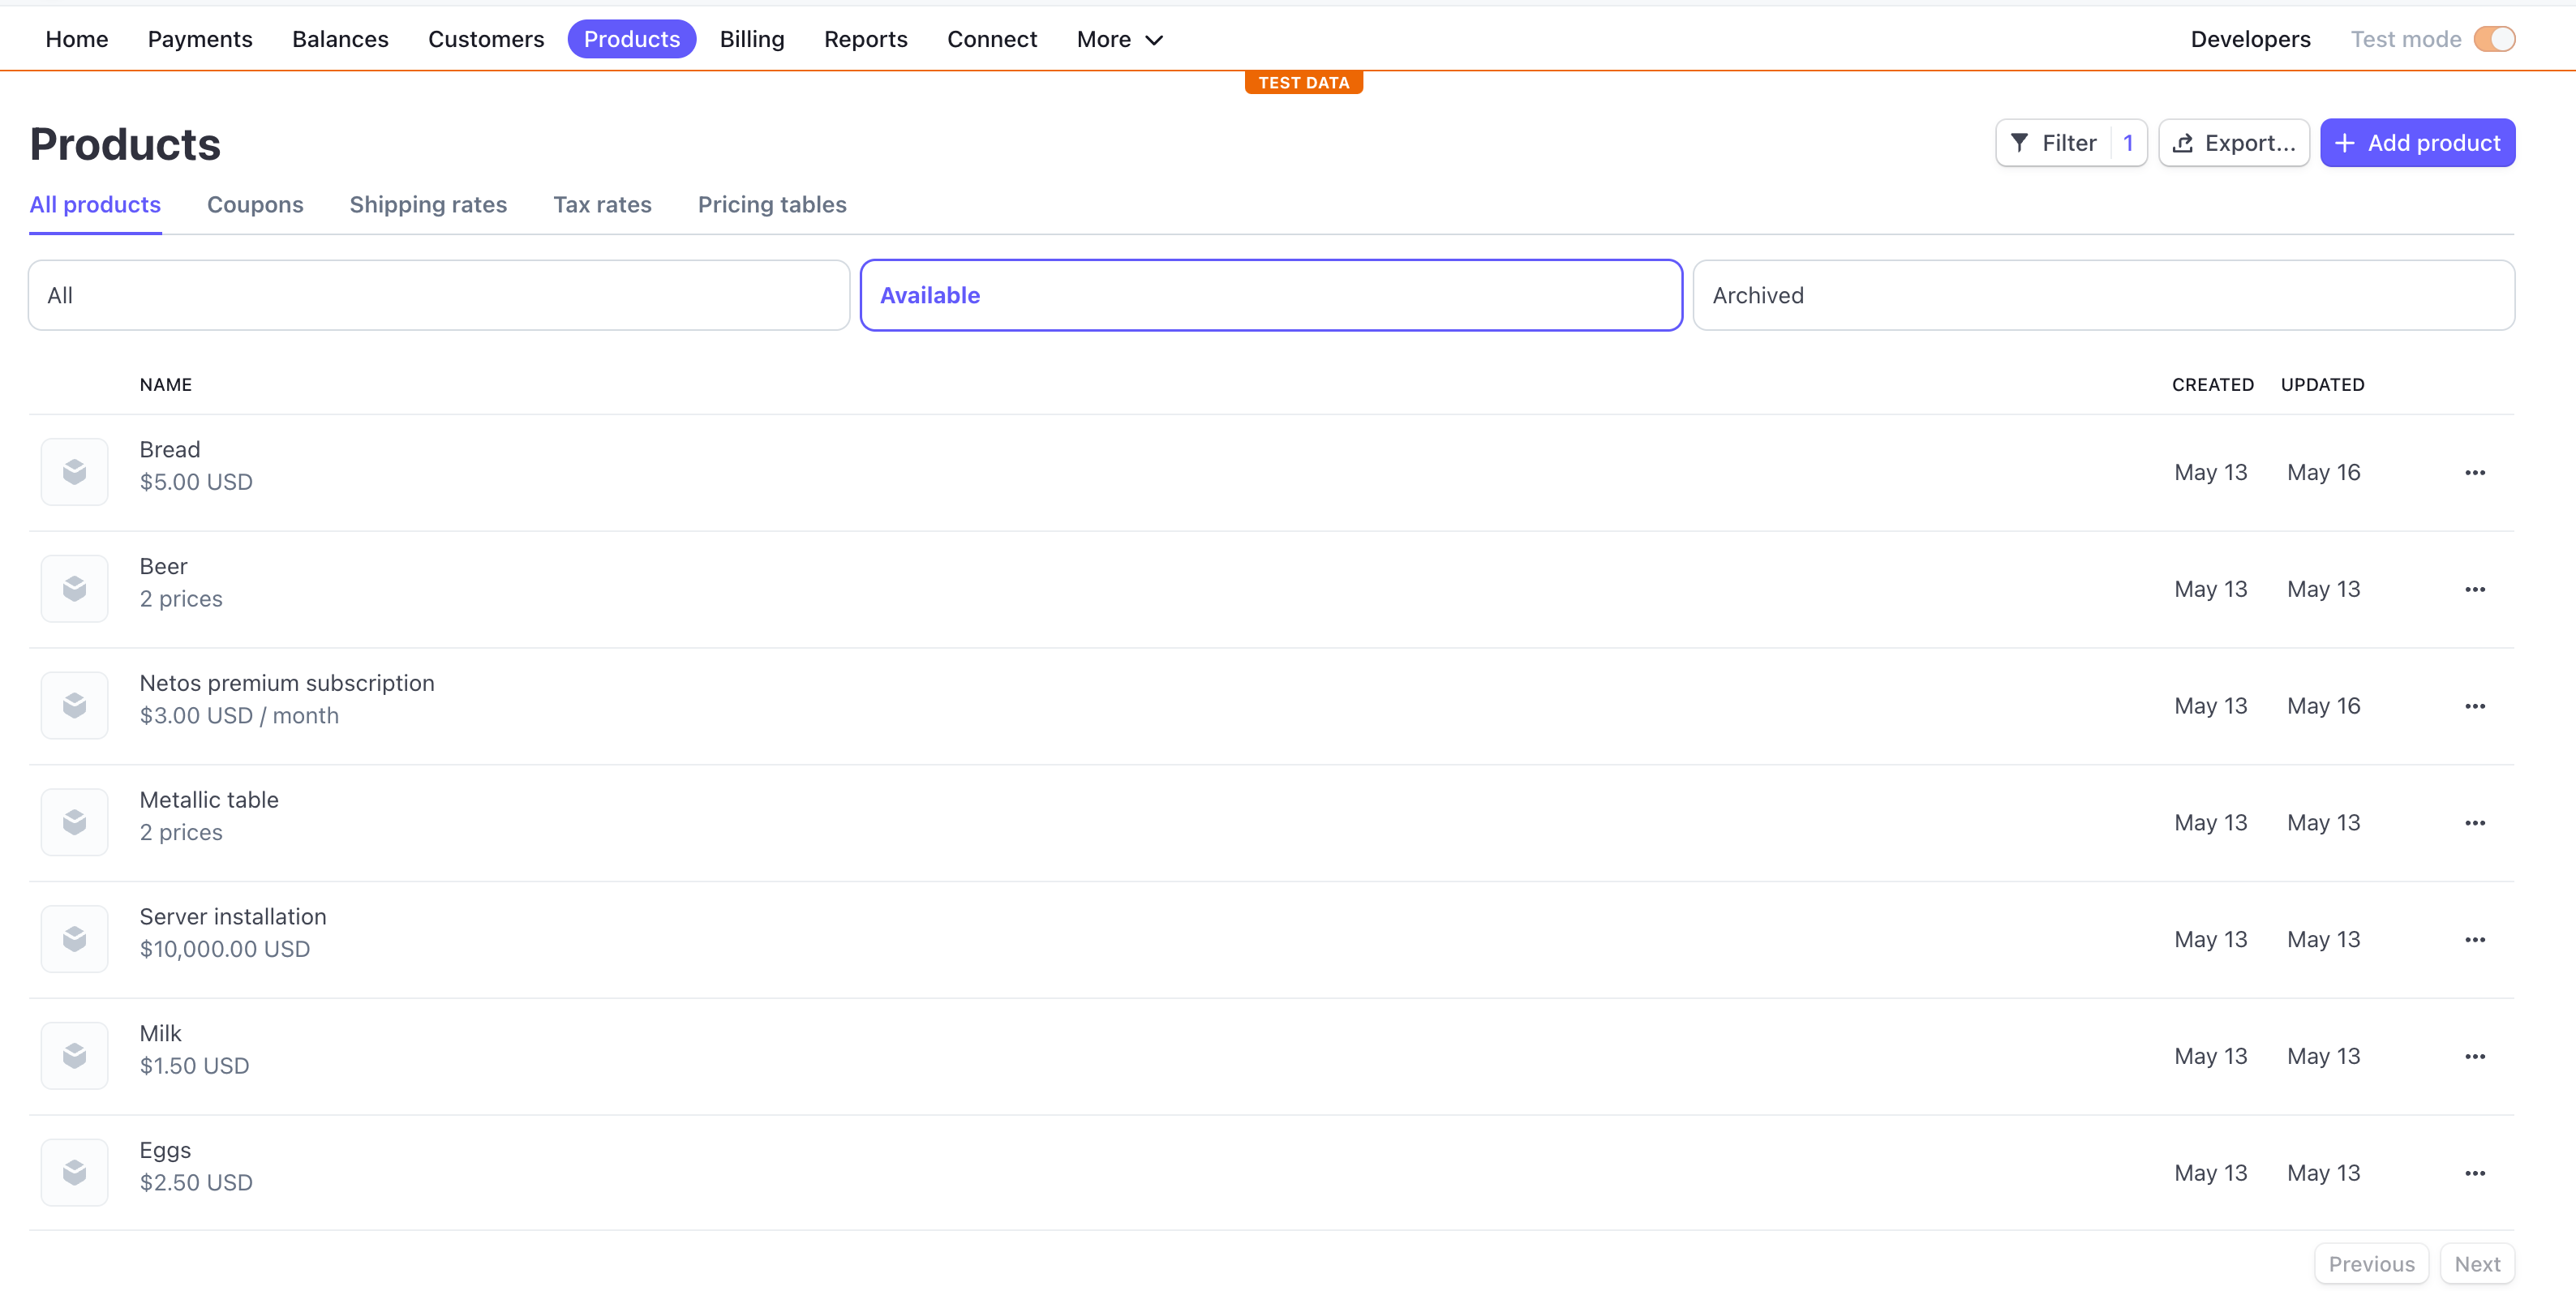 Home Payments Balances Customers Products Billing Reports Connect More Developers Test mode
TEST DATA
Products
Filter 1 Export... Add product
All products Coupons Shipping rates Tax rates Pricing tables
All Available Archived
NAME CREATED UPDATED
Bread
$5.00 USD
May 13 May 16
Beer
2 prices
May 13 May 13
Netos premium subscription
$3.00 USD / month
May 13 May 16
Metallic table
2 prices
May 13 May 13
Server installation
$10,000.00 USD
May 13 May 13
Milk
$1.50 USD
May 13 May 13
Eggs
$2.50 USD
May 13 May 13
Previous Next